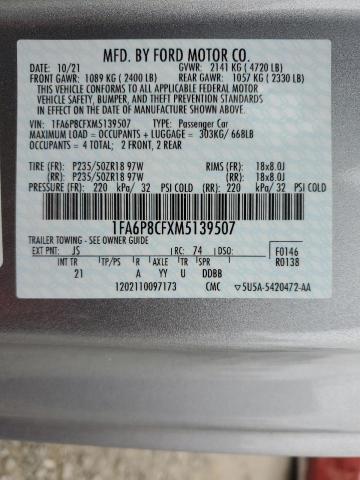 MFD. BY FORD MOTOR CO.
DATE: 10/21 GVWR: 2141 KG ( 4720 LB)
FRONT GAWR: 1089 KG ( 2400 LB) REAR GAWR: 1057 KG ( 2330 LB)
THIS VEHICLE CONFORMS TO ALL APPLICABLE FEDERAL MOTOR VEHICLE
SAFETY, BUMPER, AND THEFT PREVENTION STANDARDS IN EFFECT ON
THE DATE OF MANUFACTURE SHOWN ABOVE.
VIN: 1FA6P8CFXM5139507 TYPE: Passenger Car
MAXIMUM LOAD = OCCUPANTS + LUGGAGE = 303KG/ 668LB
OCCUPANTS = 4 TOTAL: 2 FRONT, 2 REAR
TIRE (FR): P235/50ZR18 97W RIMS (FR): 18x8.0J
(RR): P235/50ZR18 97W (RR): 18x8.0J
PRESSURE (FR): 220 kPa/ 32 PSI/COLD (RR): 220 kPa/ 32 PSI/COLD
1FA6P8CFXM5139507
TRAILER TOWING - SEE OWNER GUIDE
EXT PNT: JS RC: 74 DSO: F0146
INT TR TP/PS R AXLE TR SPR R0138
21 A YY U DDBB
1202110097173 CMC ▽5U5A-5420472-AA